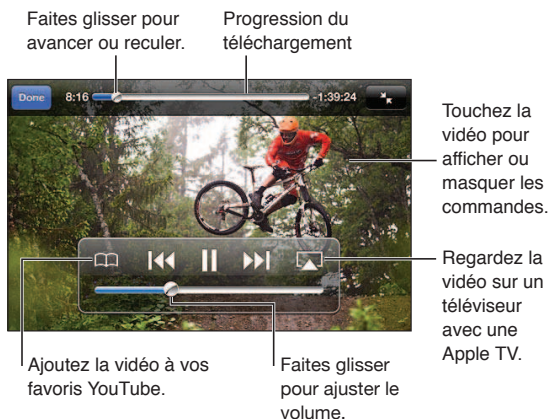 Faites glisser pour
avancer ou reculer.
Progression du
téléchargement
Done 8:16 -1:39:24
Touchez la
vidéo pour
afficher ou
masquer les
commandes.
Regardez la
vidéo sur un
téléviseur
avec une
Apple TV.
Ajoutez la vidéo à vos
favoris YouTube.
Faites glisser
pour ajuster le
volume.